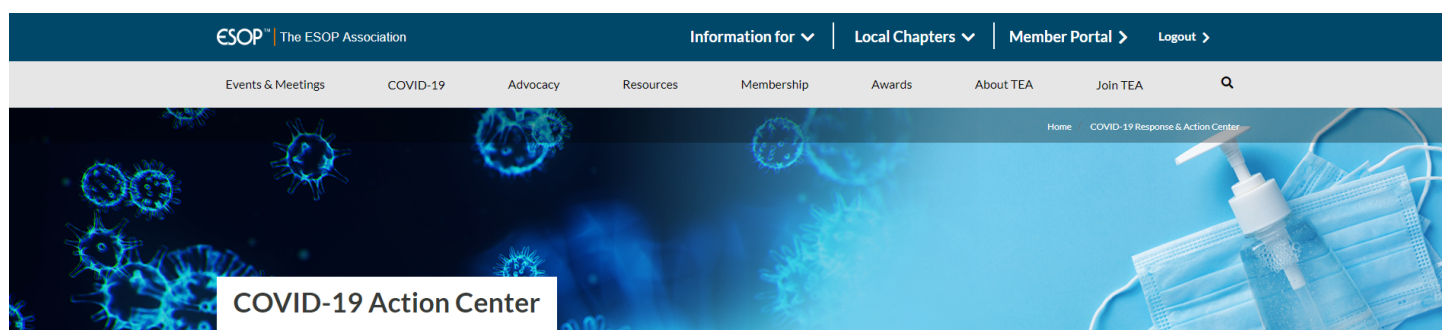 ESOP™ | The ESOP Association
Information for
Local Chapters
Member Portal
Logout
Events & Meetings
COVID-19
Advocacy
Resources
Membership
Awards
About TEA
Join TEA
Home / COVID-19 Response & Action Center
COVID-19 Action Center